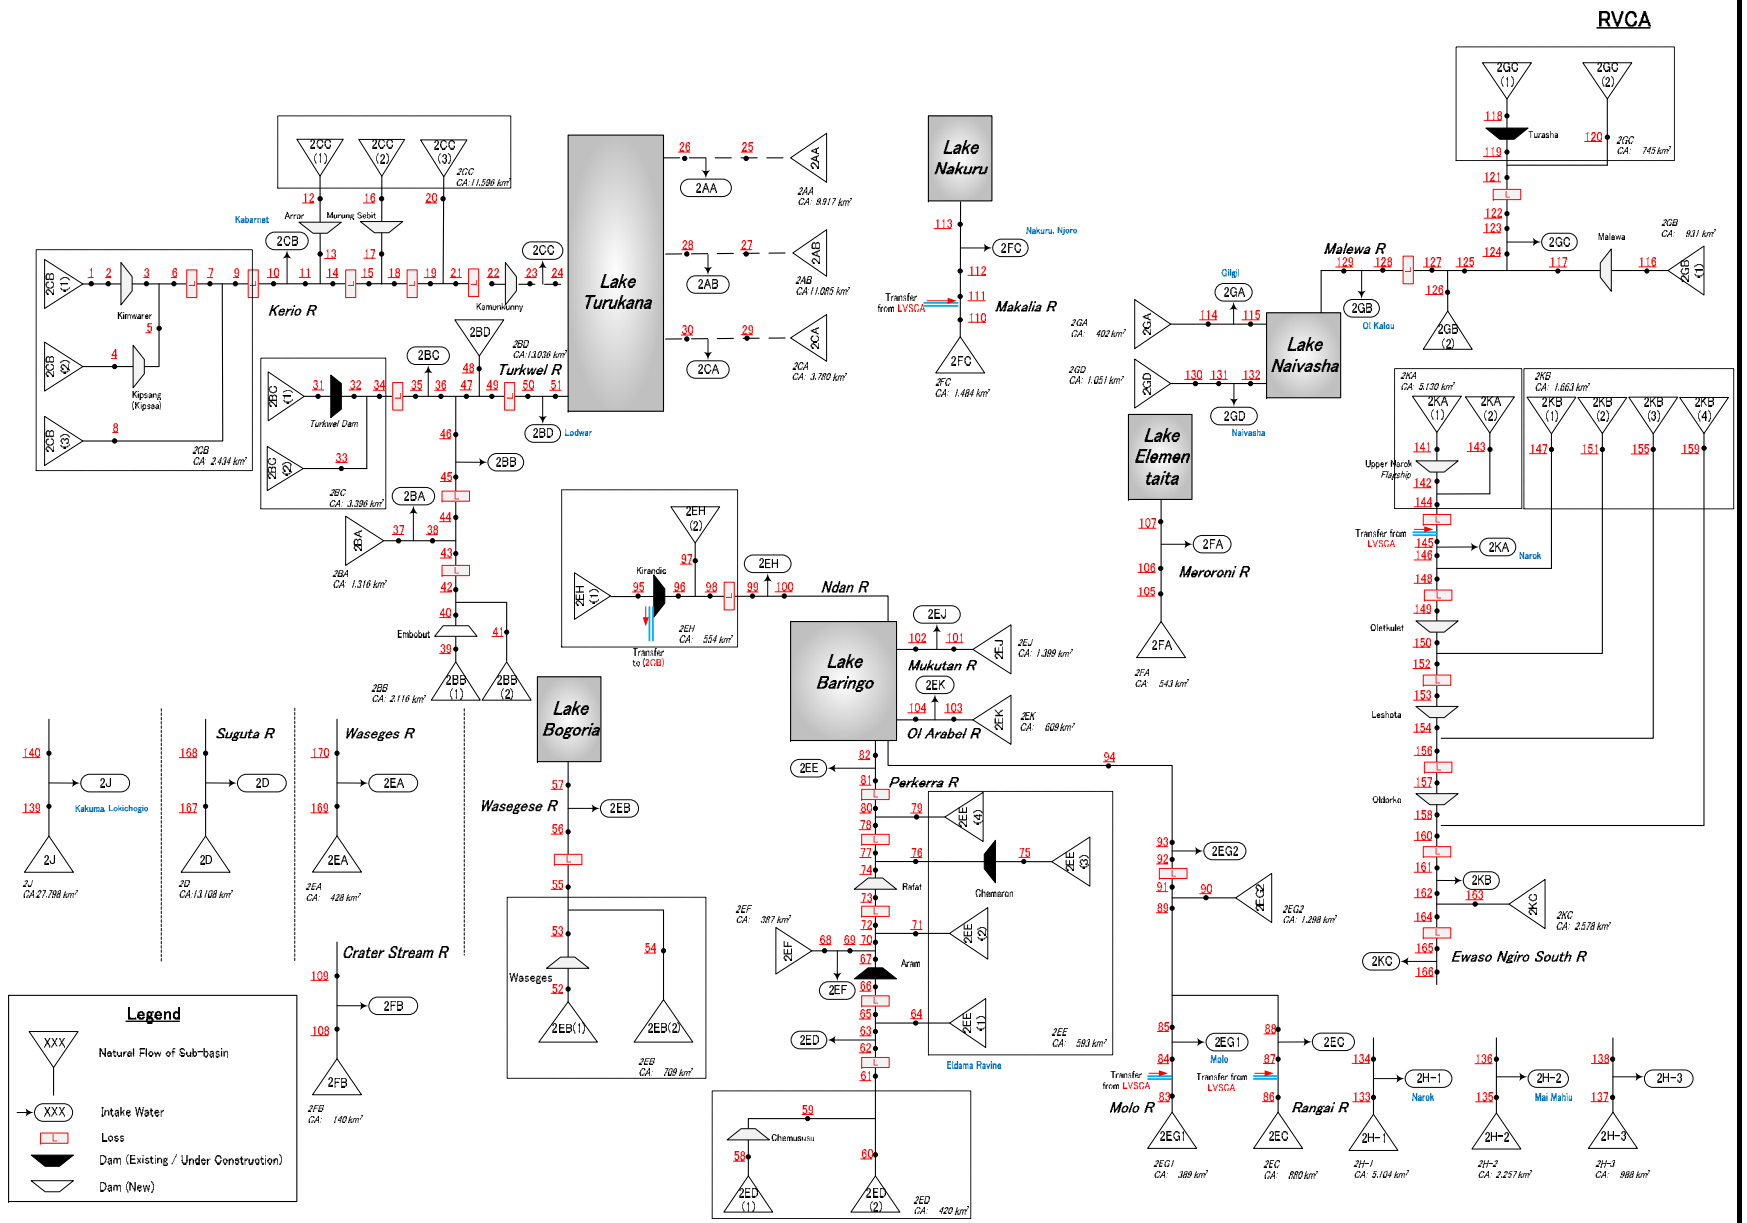 RVCA
2GC
(1)
2GC
(2)
118
Turasha
120
119
2GC
CA: 745 km²
121
L
122
123
124
2GC
Malewa
2GB
CA: 931 km²
117
116
2GB
(1)
Malewa R
129
128
L
127
125
126
2GB
Ol Kalou
2GB
(2)
2CC
(1)
2CC
(2)
2CC
(3)
2CC
CA: 11.596 km²
12
16
20
Kabarnet
Arror
Murung Sebit
2CB
13
17
2CC
2CB
(1)
1
2
3
6
L
7
9
L
10
11
14
L
15
18
L
19
21
L
22
23
24
Kimwarer
Kerio R
Kamunkunny
5
2CB
(2)
4
Kipsang
(Kipsaa)
2CB
(3)
8
2CB
CA: 2.434 km²
Lake
Turukana
26
25
2AA
2AA
2AA
CA: 9.917 km²
28
27
2AB
2AB
2AB
CA: 11.085 km²
30
29
2CA
2CA
2CA
CA: 3.780 km²
Lake
Nakuru
113
Nakuru, Njoro
2FC
112
111
Transfer
from LVSCA
Makalia R
110
2FC
2FC
CA: 1.484 km²
Gilgil
2GA
2GA
114
115
2GA
CA: 402 km²
Lake
Naivasha
2GD
CA: 1.051 km²
2GD
130
131
132
2GD
Naivasha
2BD
2BD
CA:13.036 km²
2BC
48
Turkwel R
2BC
(1)
31
32
34
L
35
36
47
49
L
50
51
Turkwel Dam
2BD
Lodwar
2BC
(2)
33
2BC
CA: 3.396 km²
46
2BB
45
L
2BA
44
2BA
37
38
2BA
CA: 1.316 km²
43
L
42
40
Embobut
41
39
2BB
(1)
2BB
(2)
2BB
CA: 2.116 km²
2EH
(2)
97
Kirandic
2EH
2EH
(1)
95
96
98
L
99
100
Ndan R
2EH
CA: 554 km²
Transfer
to (2CB)
Lake
Baringo
2EJ
102
101
2EJ
2EJ
CA: 1.399 km²
Mukutan R
2EK
104
103
2EK
2EK
CA: 609 km²
Ol Arabel R
Lake
Elemen
taita
107
2FA
106
Meroroni R
105
2FA
2FA
CA: 543 km²
2KA
CA: 5.130 km²
2KB
CA: 1.663 km²
2KA
(1)
2KA
(2)
2KB
(1)
2KB
(2)
2KB
(3)
2KB
(4)
141
143
147
151
155
159
Upper Narok
Flagship
142
144
L
Transfer from
LVSCA
145
146
2KA
Narok
148
L
149
Oletkulet
150
152
L
153
Leshota
154
156
L
157
Oldorko
158
160
L
161
2KB
162
163
2KC
2KC
CA: 2.578 km²
164
L
165
2KC
166
Ewaso Ngiro South R
140
2J
139
Kakuma, Lokichogio
2J
2J
CA:27.798 km²
Suguta R
168
2D
167
2D
2D
CA:13.108 km²
Waseges R
170
2EA
169
2EA
2EA
CA: 428 km²
Crater Stream R
109
2FB
108
2FB
2FB
CA: 140 km²
Lake
Bogoria
57
Wasegese R
2EB
56
L
55
53
54
Waseges
52
2EB(1)
2EB(2)
2EB
CA: 709 km²
82
2EE
81
Perkerra R
L
80
79
2EE
(4)
78
L
77
76
75
2EE
(3)
74
Chemeron
Ratat
73
L
72
71
2EE
(2)
70
2EF
CA: 387 km²
2EF
68
69
67
Aram
2EF
66
L
65
64
2EE
(1)
63
2ED
62
L
61
2EE
CA: 593 km²
Eldama Ravine
59
Chemususu
58
60
2ED
(1)
2ED
(2)
2ED
CA: 420 km²
94
93
92
2EG2
L
91
90
2EG2
89
2EG2
CA: 1.298 km²
85
2EG1
Molo
84
Transfer
from LVSCA
83
Molo R
2EG1
2EG1
CA: 389 km²
88
2EC
87
Transfer from
LVSCA
86
Rangai R
2EC
2EC
CA: 880 km²
134
2H-1
Narok
133
2H-1
2H-1
CA: 5.104 km²
136
2H-2
Mai Mahiu
135
2H-2
2H-2
CA: 2.257 km²
138
2H-3
137
2H-3
2H-3
CA: 988 km²
Legend
XXX
Natural Flow of Sub-basin
XXX
Intake Water
L
Loss
Dam (Existing / Under Construction)
Dam (New)